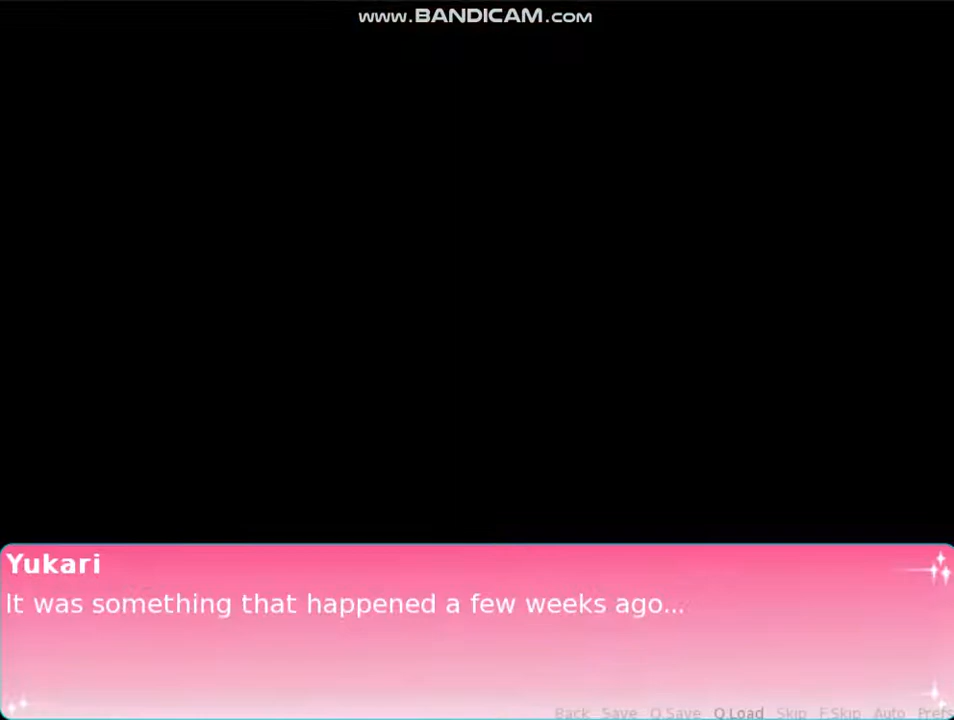 www.BANDICAM.com
Yukari
It was something that happened a few weeks ago...
Back Save Q.Save Q.Load Skip F.Skip Auto Prefs